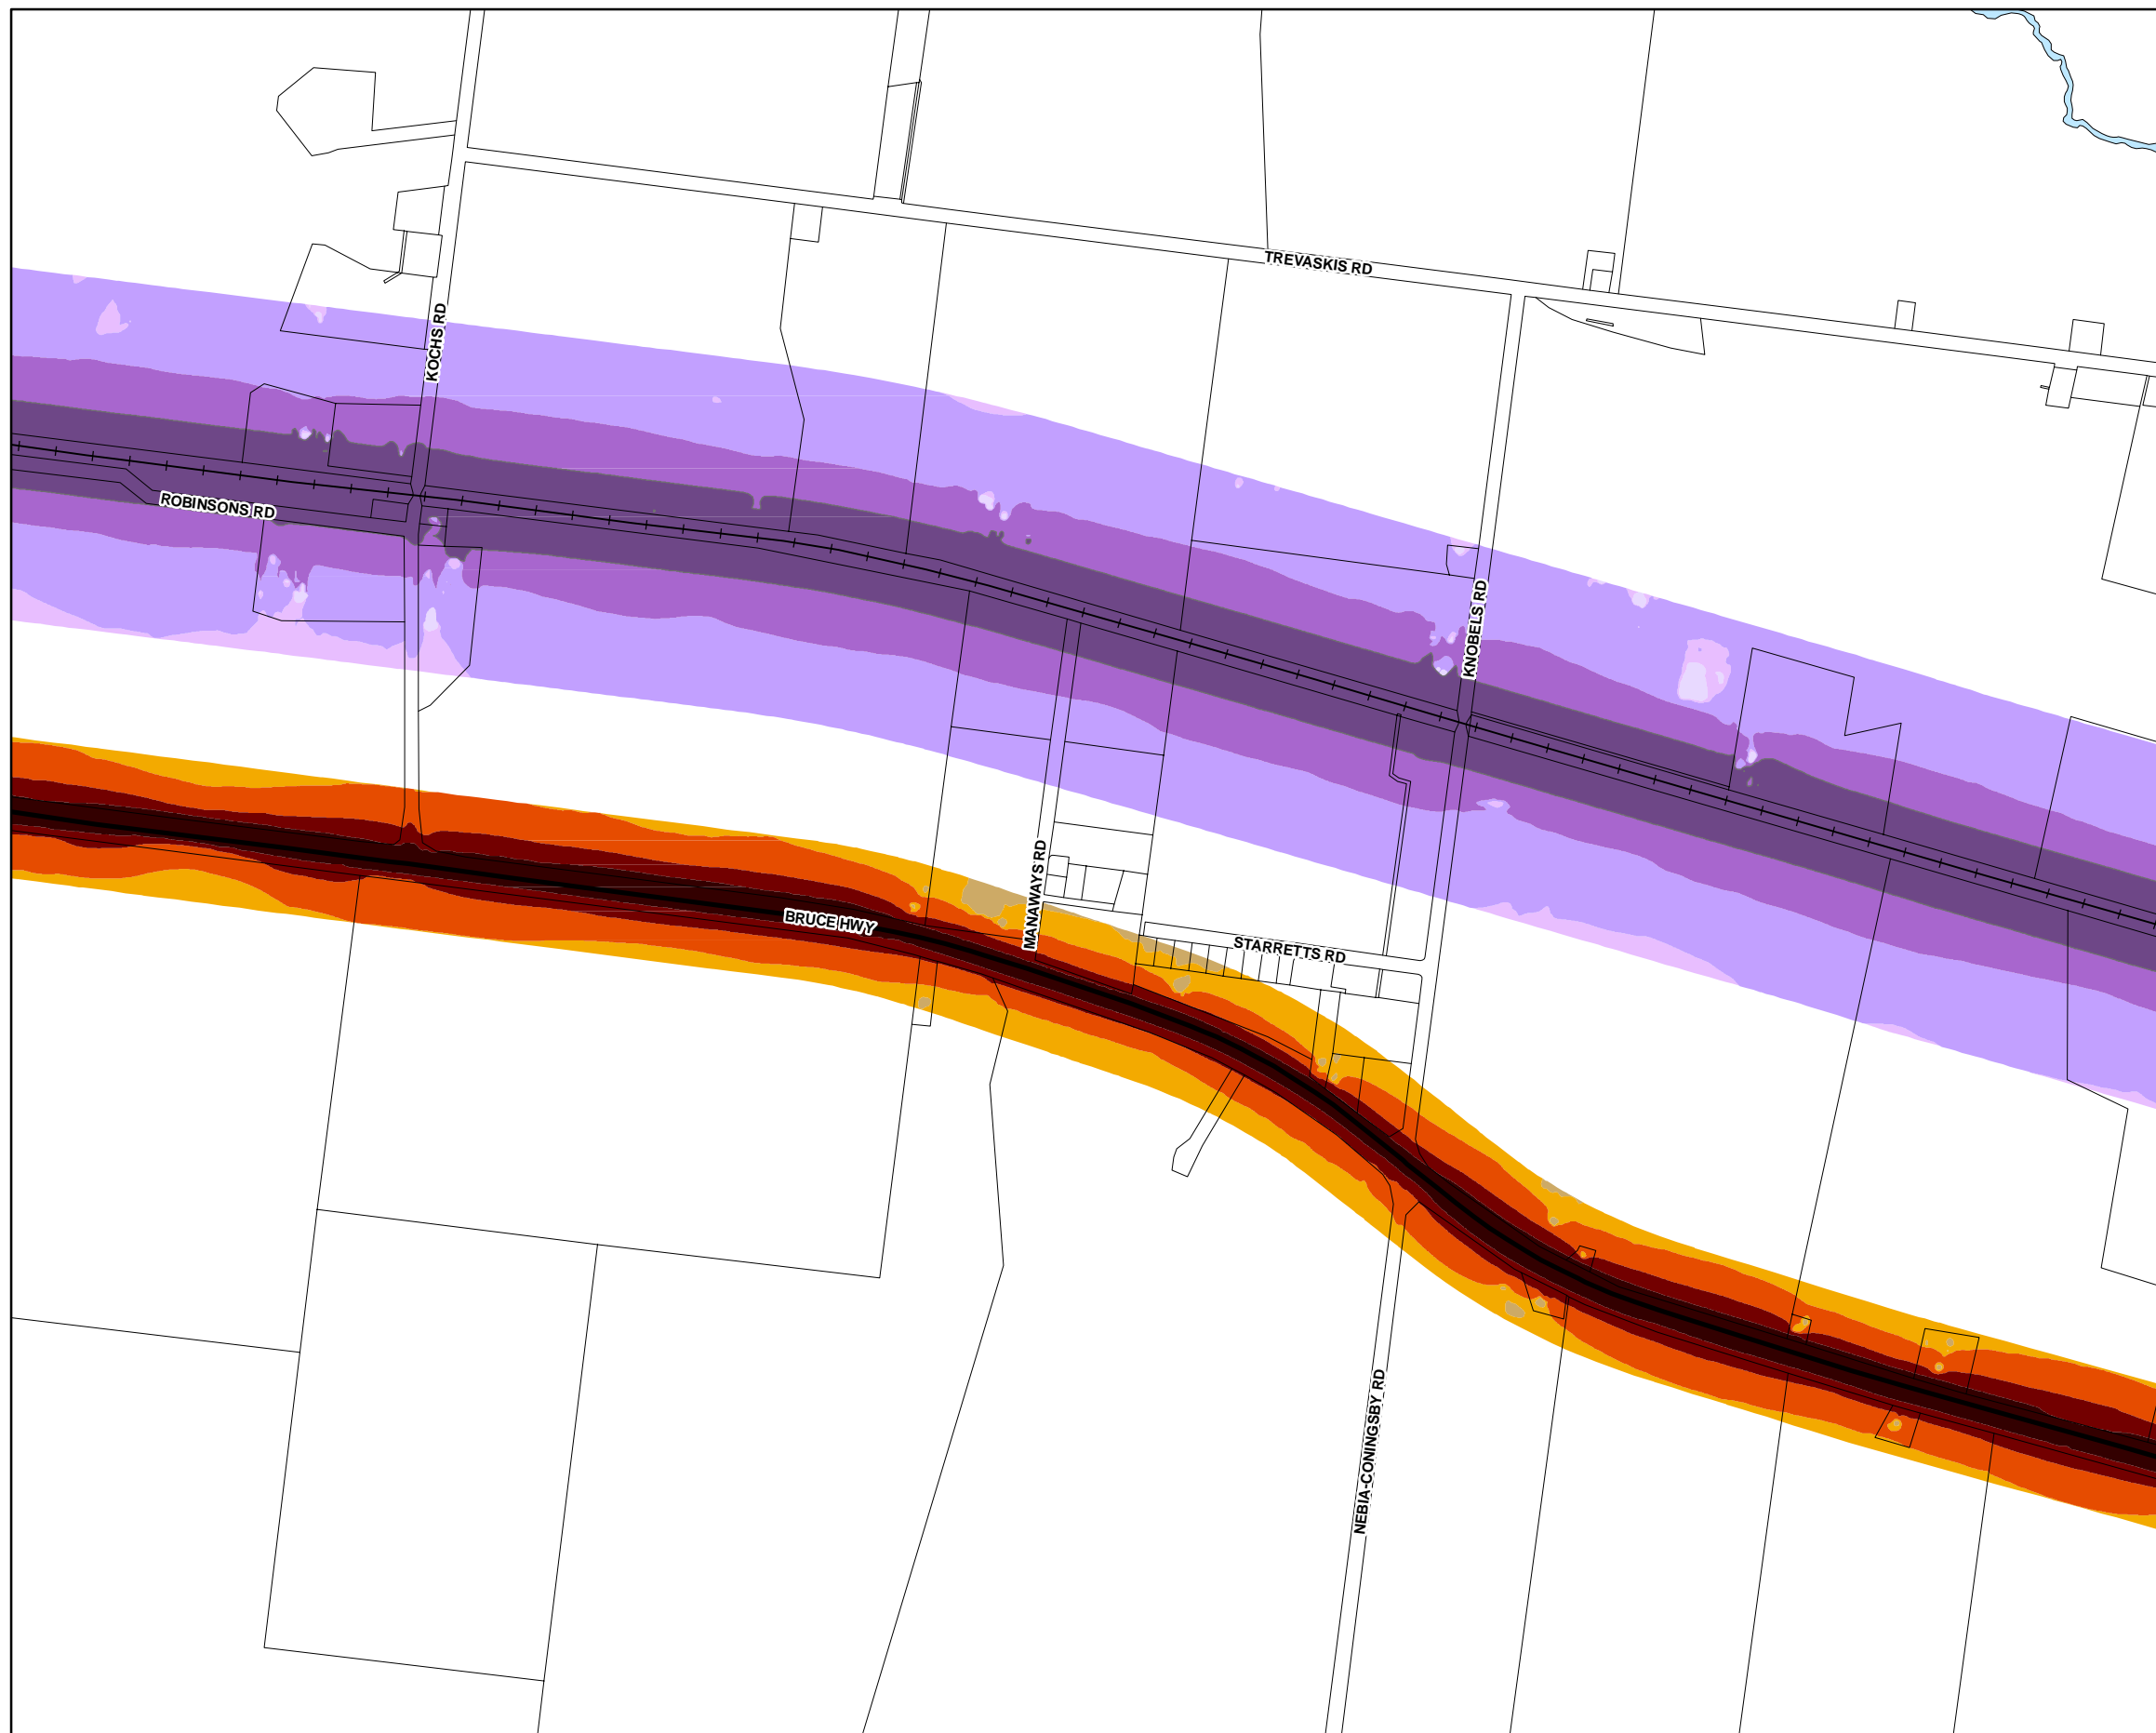 TREVASKIS RD
KOCHS RD
ROBINSONS RD
KNOBELS RD
MANAWAYS RD
BRUCE HWY
STARRETTS RD
NEBIA-CONINGSBY RD